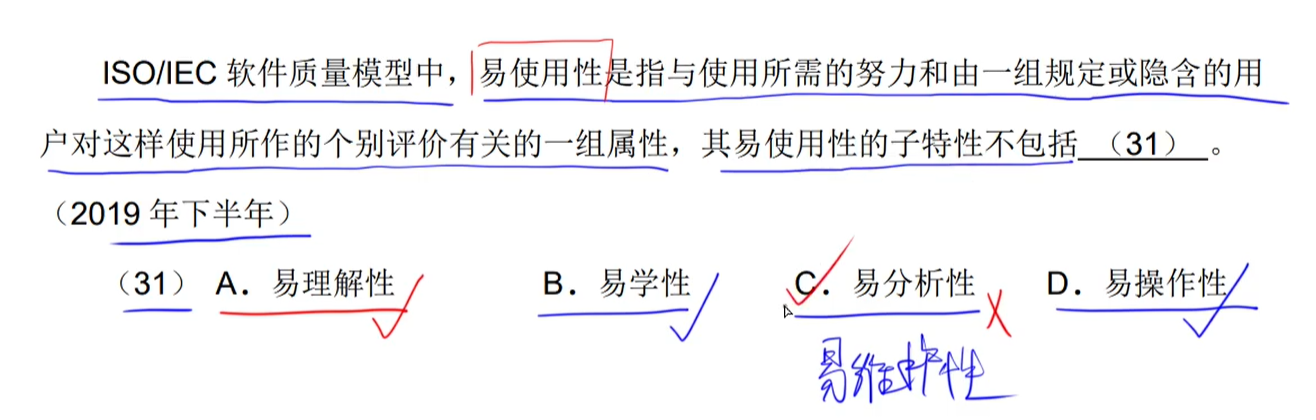 ISO/IEC 软件质量模型中，易使用性是指与使用所需的努力和由一组规定或隐含的用
户对这样使用所作的个别评价有关的一组属性，其易使用性的子特性不包括（31）。
（2019 年下半年）
（31）A．易理解性 B．易学性 C．易分析性 D．易操作性
易维护性